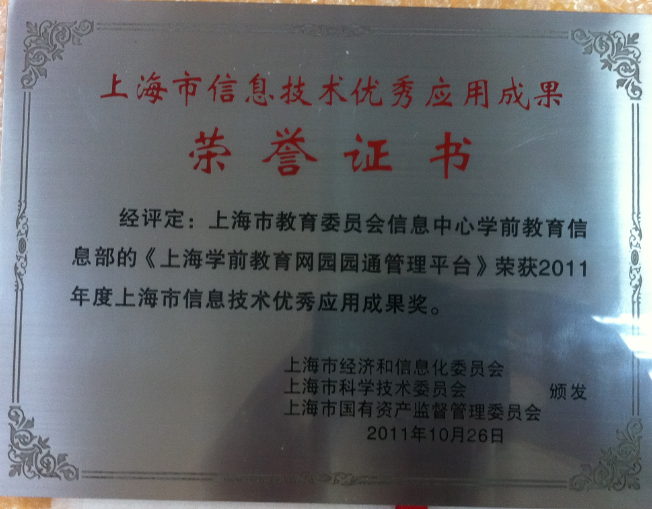 上海市信息技术优秀应用成果
荣誉证书
经评定：上海市教育委员会信息中心学前教育信
息部的《上海学前教育网园园通管理平台》荣获2011
年度上海市信息技术优秀应用成果奖。
上海市经济和信息化委员会
上海市科学技术委员会 颁发
上海市国有资产监督管理委员会
2011年10月26日